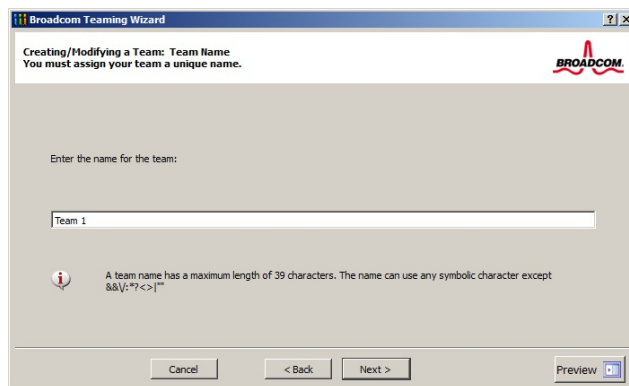 Broadcom Teaming Wizard
Creating/Modifying a Team: Team Name
You must assign your team a unique name.
BROADCOM.
Enter the name for the team:
Team 1
A team name has a maximum length of 39 characters. The name can use any symbolic character except
&&\/:*?<>|""
Cancel
< Back
Next >
Preview